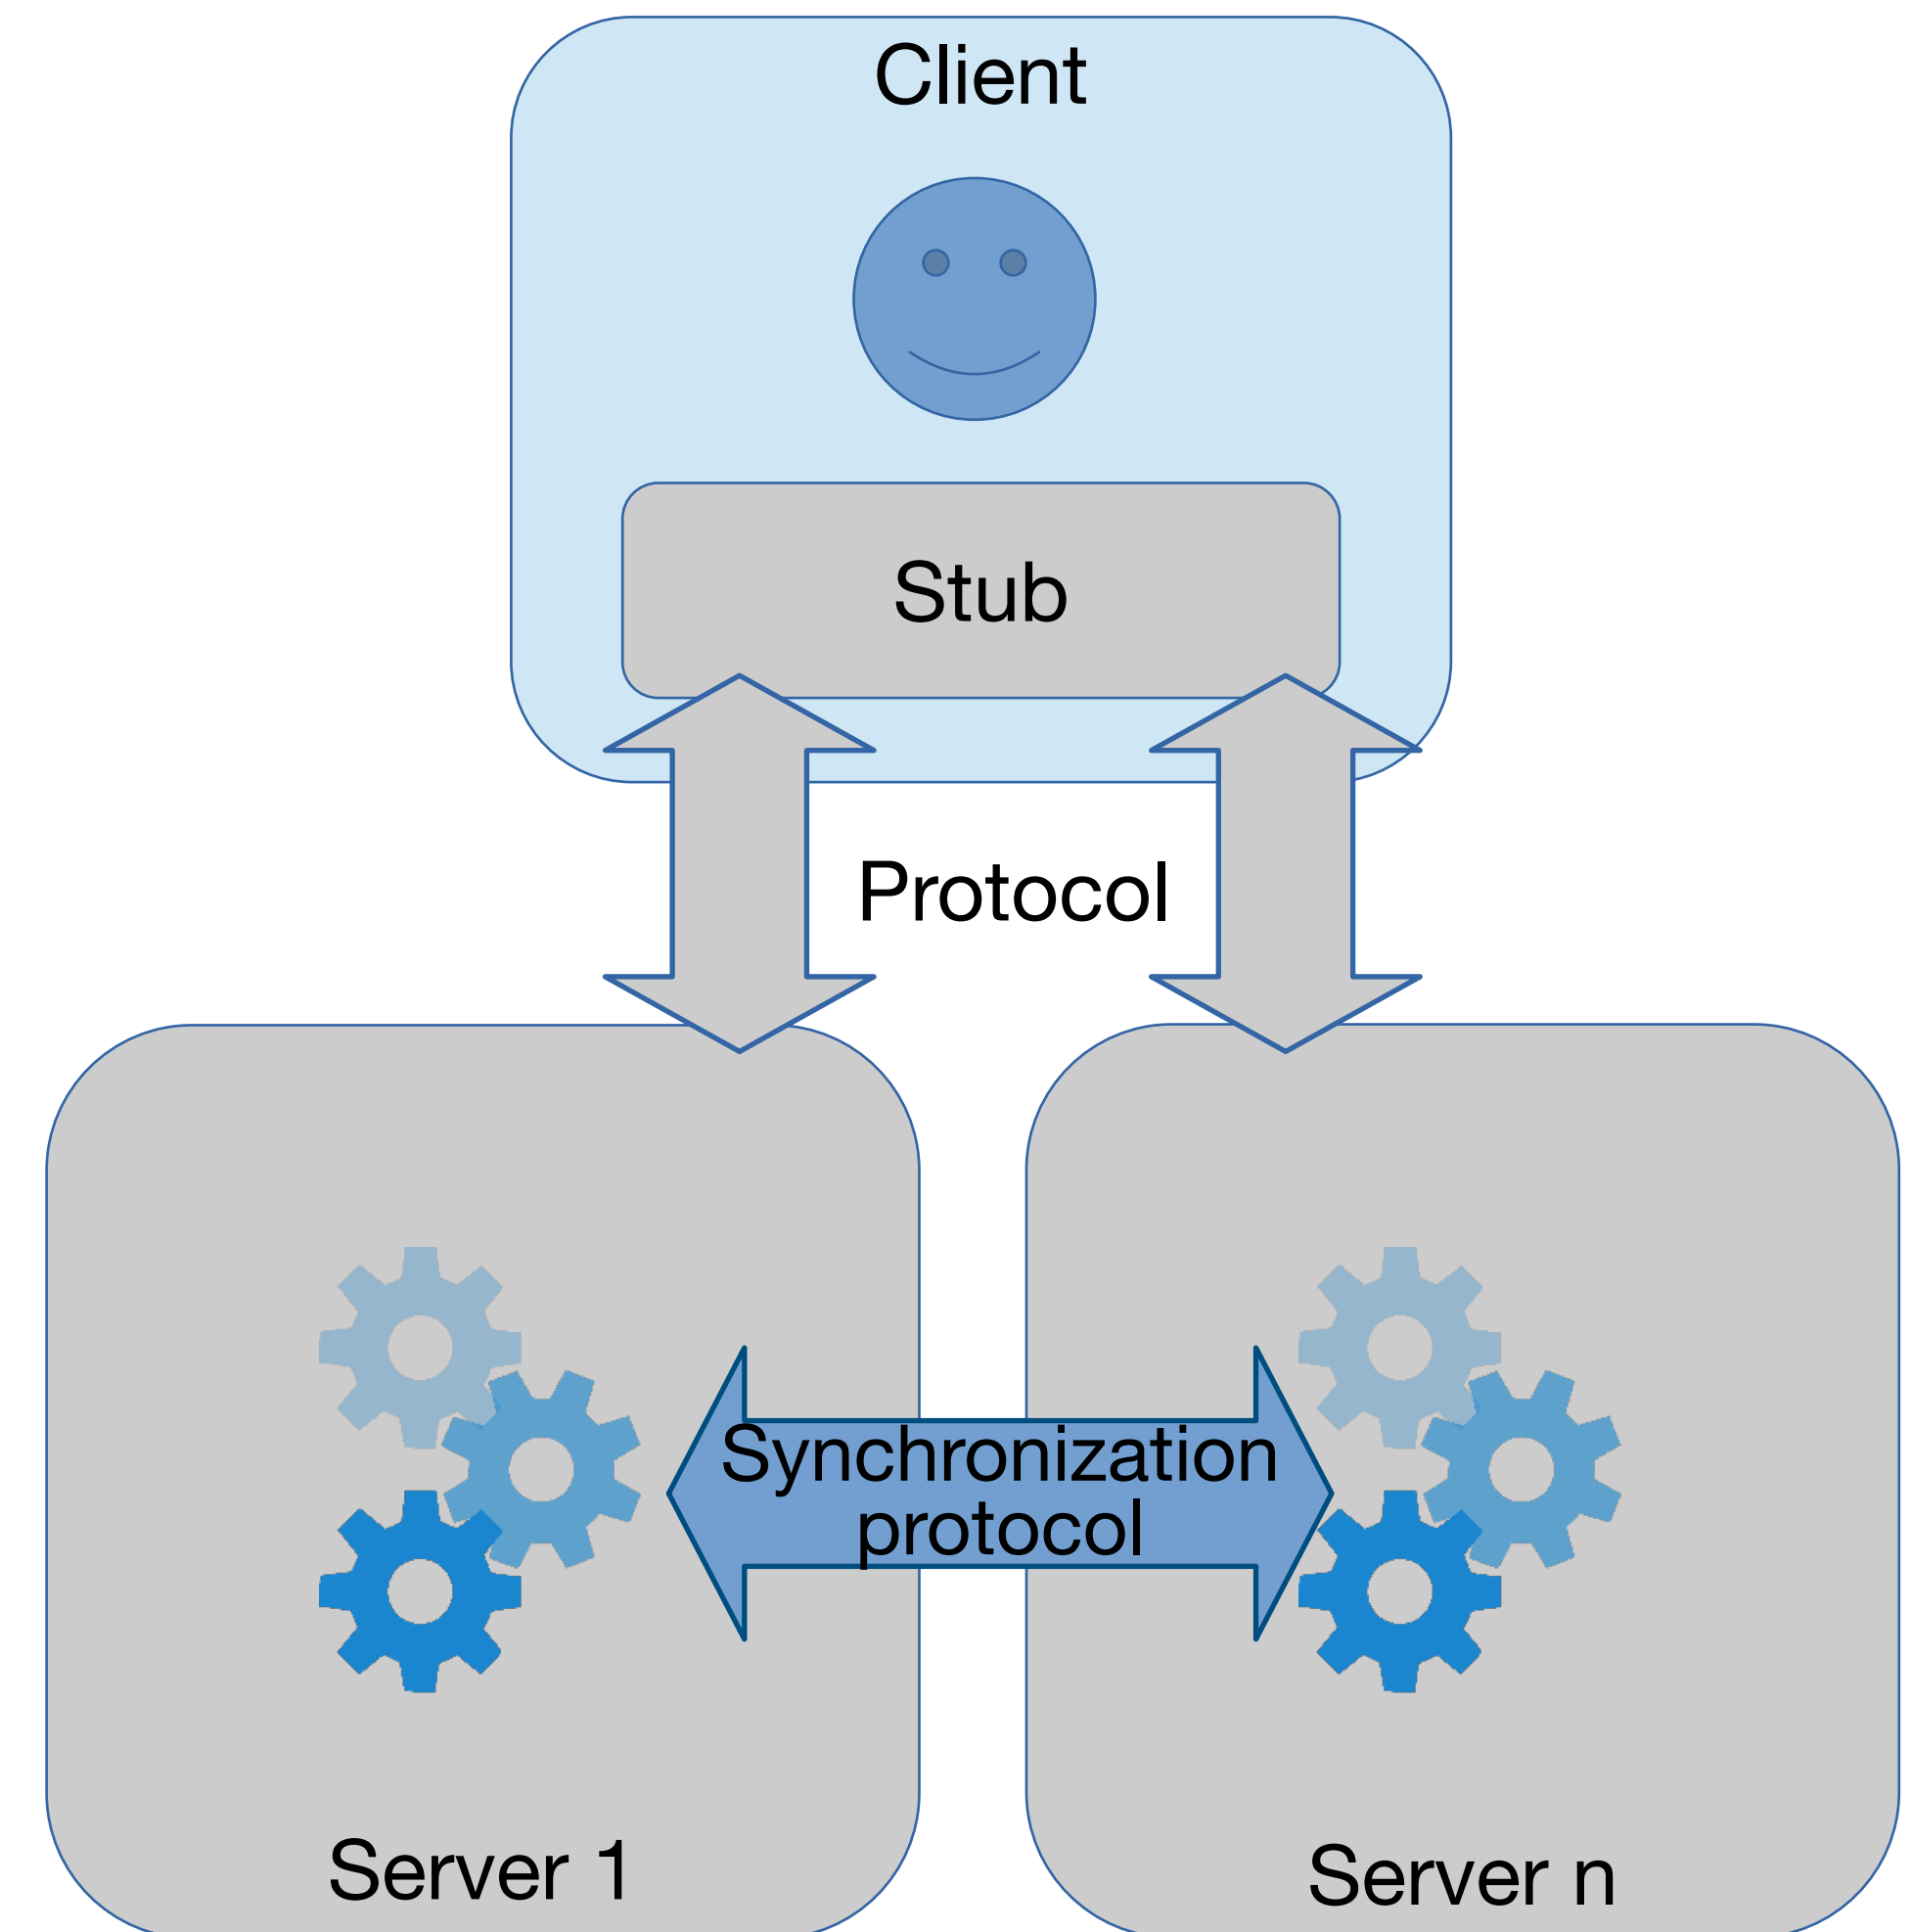 Client
Stub
Protocol
Synchronization
protocol
Server 1
Server n